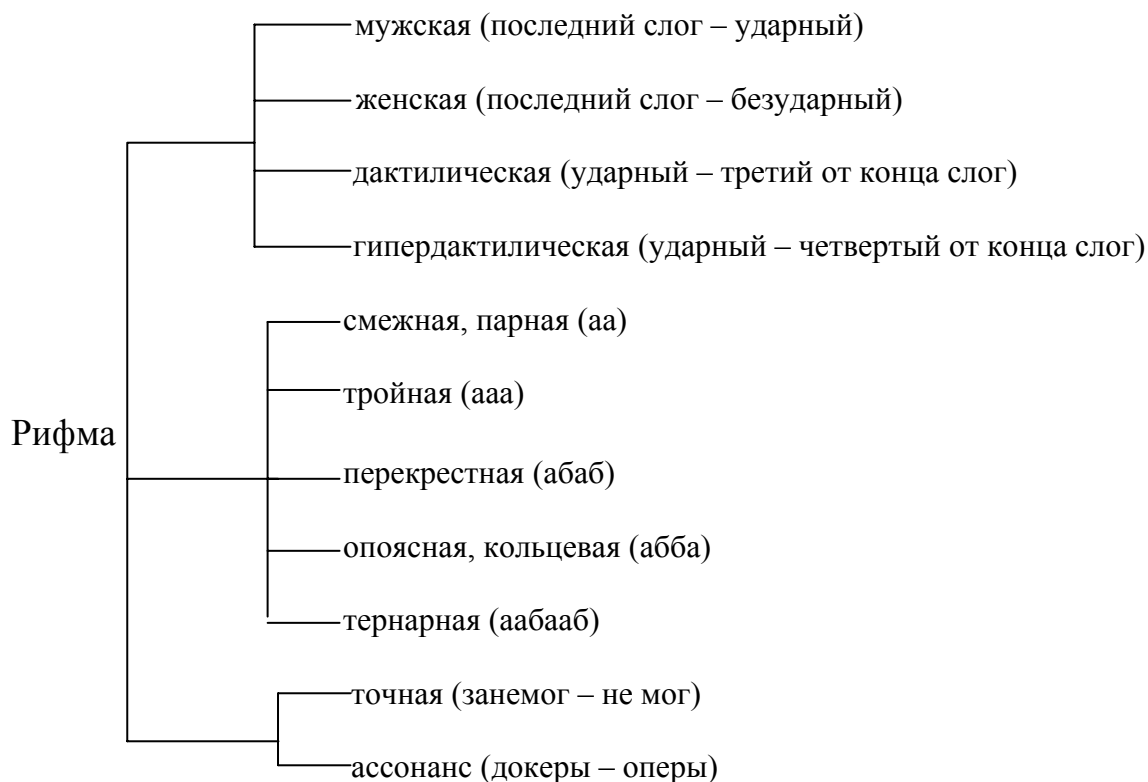 мужская (последний слог – ударный)
женская (последний слог – безударный)
дактилическая (ударный – третий от конца слог)
гипердактилическая (ударный – четвертый от конца слог)
смежная, парная (аа)
тройная (ааа)
Рифма
перекрестная (абаб)
опоясная, кольцевая (абба)
тернарная (аабааб)
точная (занемог – не мог)
ассонанс (докеры – оперы)